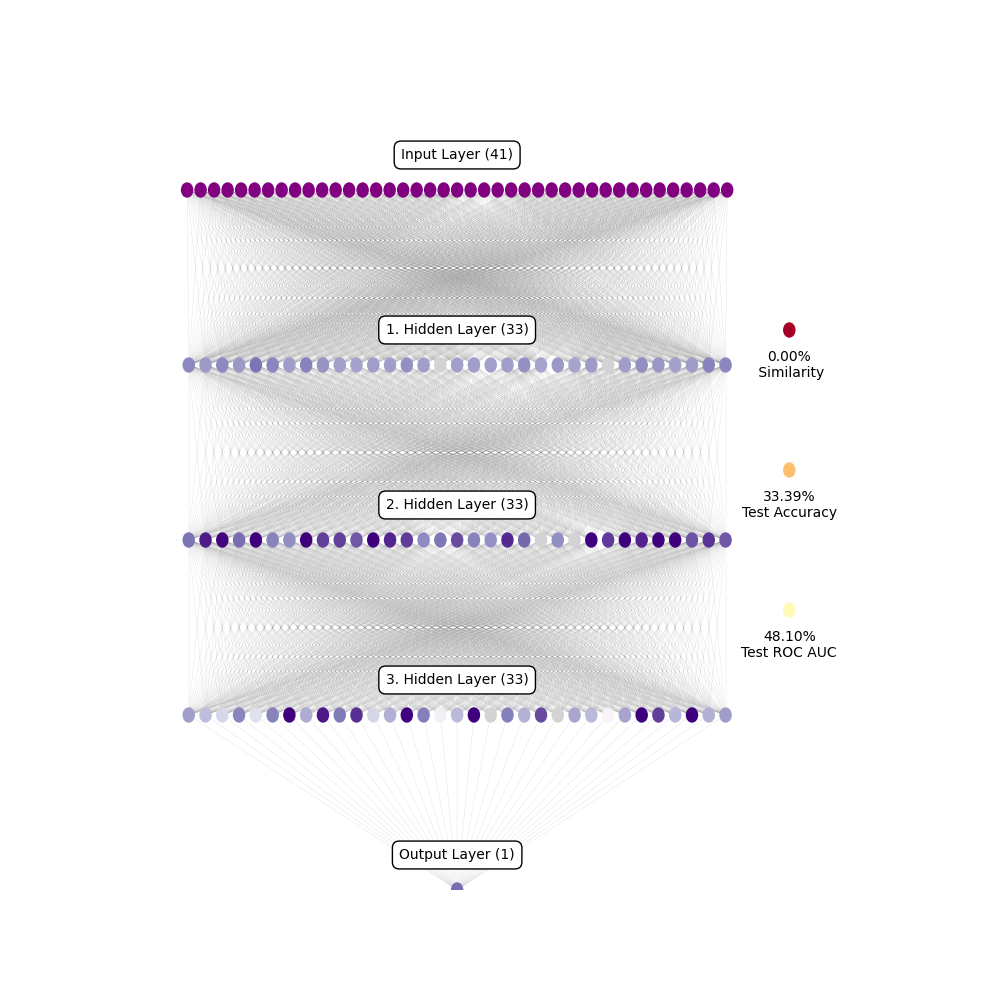 Input Layer (41)
1. Hidden Layer (33)
0.00%
Similarity
33.39%
Test Accuracy
2. Hidden Layer (33)
48.10%
Test ROC AUC
3. Hidden Layer (33)
Output Layer (1)